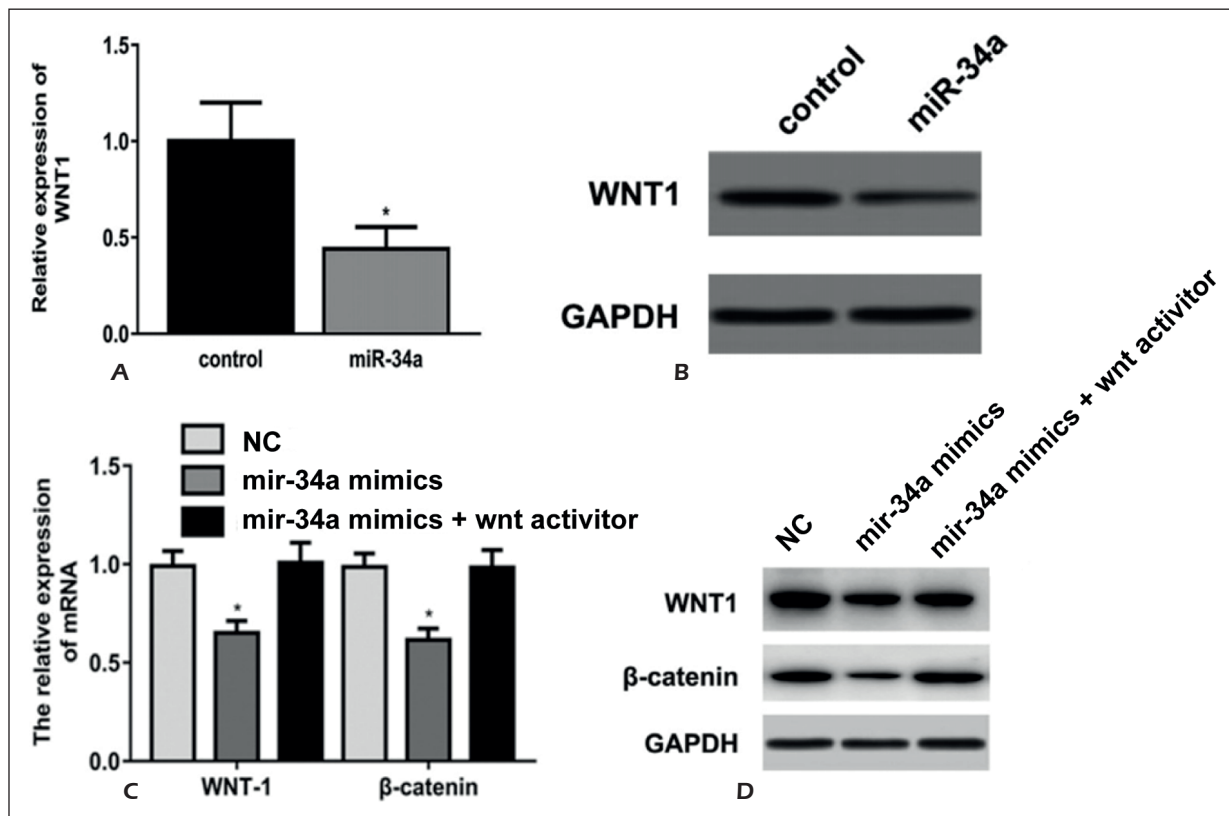 Relative expression of
WNT1
1.5
1.0
0.5
0.0
*
control
miR-34a
A
control
miR-34a
WNT1
GAPDH
B
NC
mir-34a mimics
mir-34a mimics + wnt activitor
The relative expression
of mRNA
1.5
1.0
0.5
0.0
*
*
WNT-1
β-catenin
C
NC
mir-34a mimics
mir-34a mimics + wnt activitor
WNT1
β-catenin
GAPDH
D